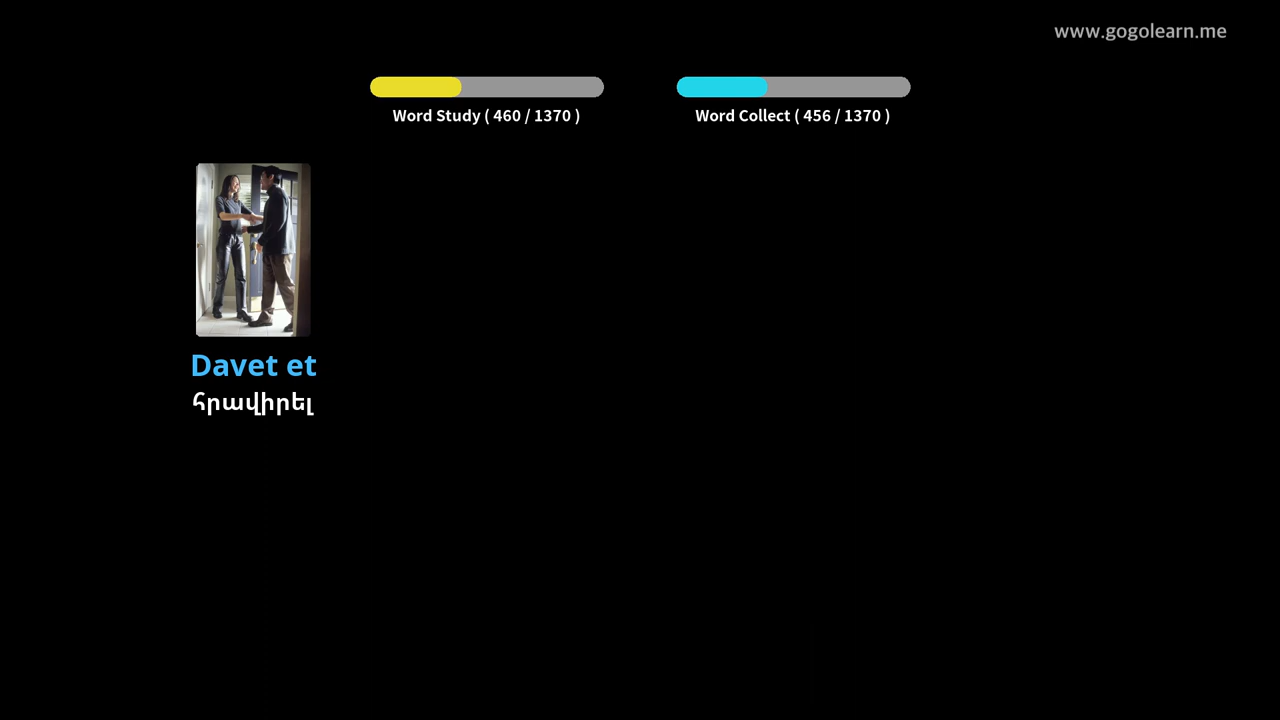 www.gogolearn.me
Word Study ( 460 / 1370 )
Word Collect ( 456 / 1370 )
Davet et
հրավիրել